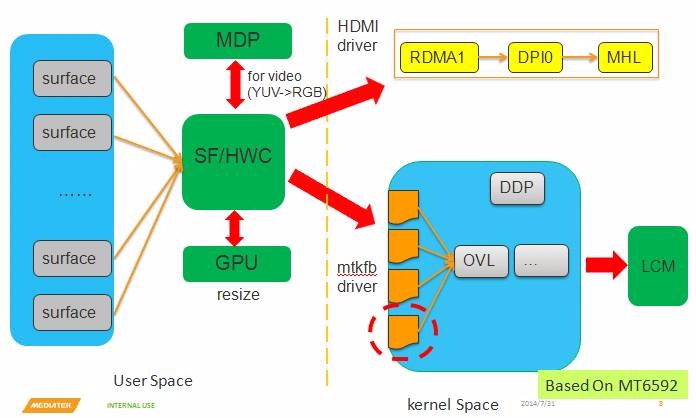 MDP
HDMI
driver
RDMA1
DPI0
MHL
surface
for video
(YUV->RGB)
surface
SF/HWC
DDP
......
surface
GPU
mtkfb
driver
OVL
...
LCM
resize
surface
User Space
Based On MT6592
MEDIATEK
INTERNAL USE
kernel Space
2014/7/31
8